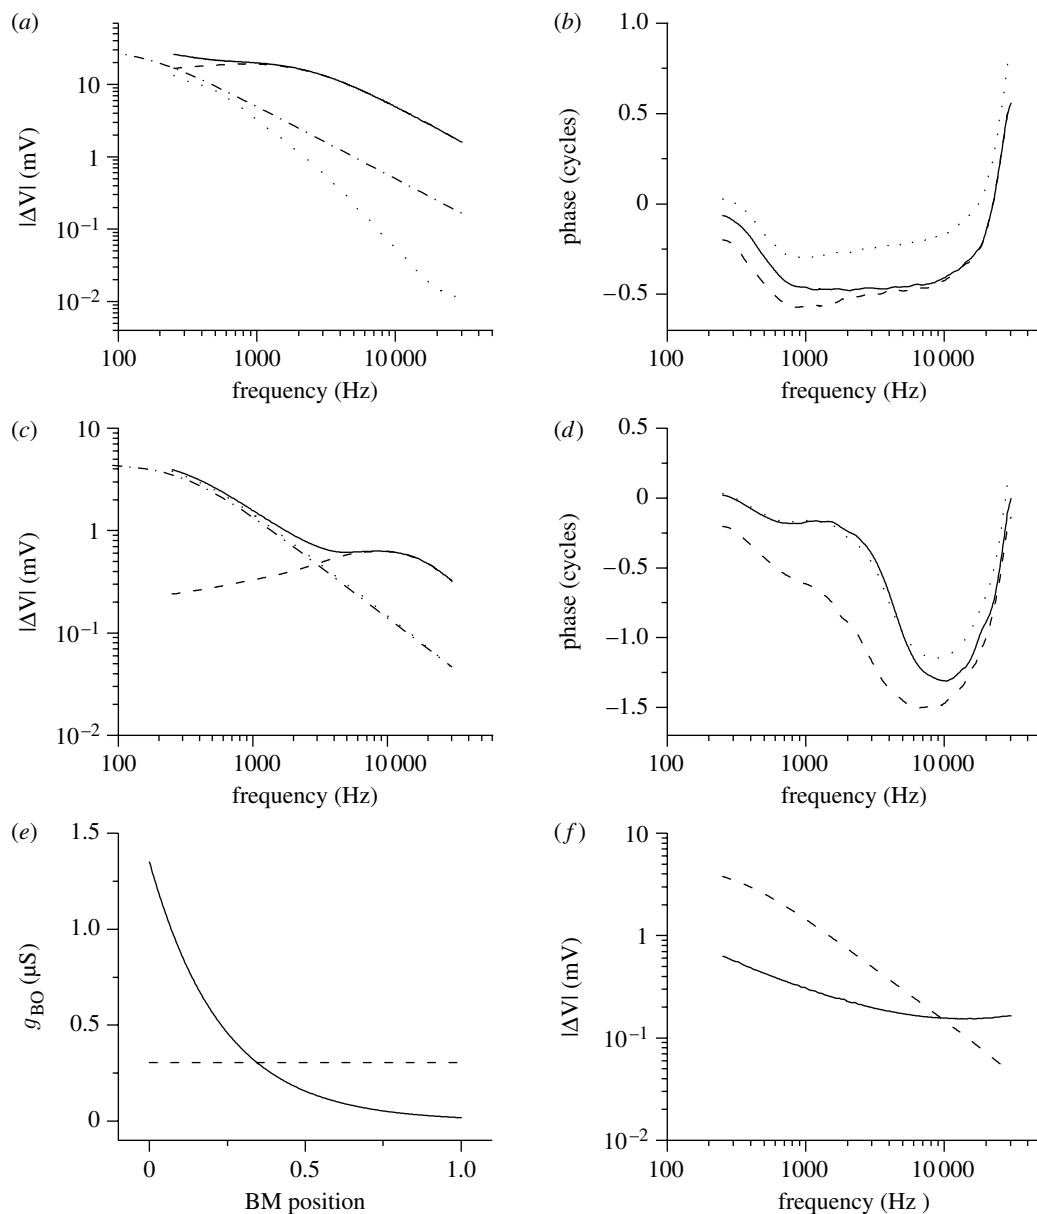 (a)
|ΔV| (mV)
10
1
10⁻¹
10⁻²
100 1000 10 000
frequency (Hz)
(b)
phase (cycles)
1.0
0.5
0
−0.5
100 1000 10 000
frequency (Hz)
(c)
|ΔV| (mV)
10
1
10⁻¹
10⁻²
100 1000 10 000
frequency (Hz)
(d)
phase (cycles)
0.5
0
−0.5
−1.0
−1.5
100 1000 10 000
frequency (Hz)
(e)
g_BO (μS)
1.5
1.0
0.5
0
0 0.5 1.0
BM position
(f)
|ΔV| (mV)
10
1
10⁻¹
10⁻²
100 1000 10 000
frequency (Hz )